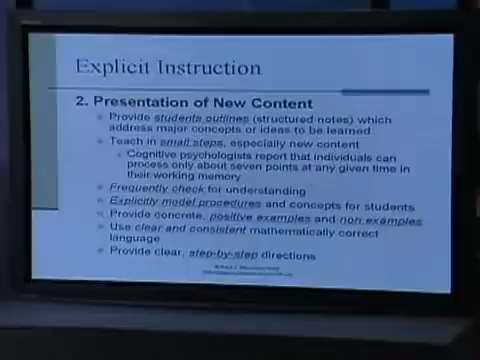 Explicit Instruction
2. Presentation of New Content
Provide students outlines (structured notes) which
address major concepts or ideas to be learned
Teach in small steps, especially new content
Cognitive psychologists report that individuals can
process only about seven points at any given time in
their working memory
Frequently check for understanding
Explicitly model procedures and concepts for students
Provide concrete, positive examples and non examples
Use clear and consistent mathematically correct
language
Provide clear, step-by-step directions